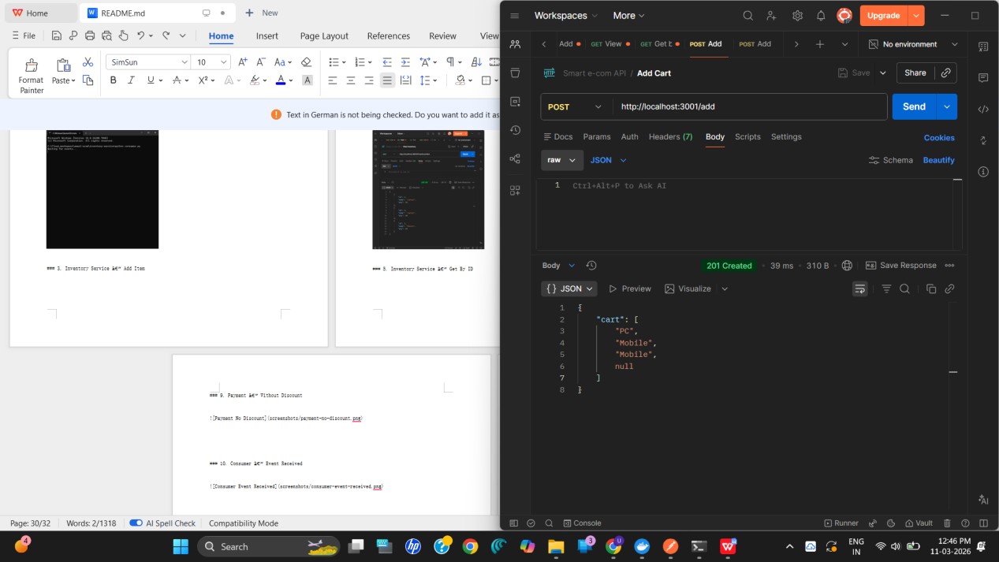 Home
README.md
New
File
Home
Insert
Page Layout
References
Review
View
Format Painter
Paste
SimSun
10
Text in German is not being checked. Do you want to add it as
### 3. Inventory Service â€" Add Item
### 5. Inventory Service â€" Get By ID
### 9. Payment â€" Without Discount
![Payment No Discount](screenshots/payment-no-discount.png)
### 10. Consumer â€" Event Received
![Consumer Event Received](screenshots/consumer-event-received.png)
Page: 30/32
Words: 2/1318
AI Spell Check
Compatibility Mode
Workspaces
More
Upgrade
Add
GET View
GET Get b
POST Add
POST Add
No environment
Smart e-com API / Add Cart
Save
Share
POST
http://localhost:3001/add
Send
Docs
Params
Auth
Headers (7)
Body
Scripts
Settings
Cookies
raw
JSON
Schema
Beautify
1 Ctrl+Alt+P to Ask AI
Body
201 Created
39 ms
310 B
Save Response
{} JSON
Preview
Visualize
1 {
2 "cart": [
3 "PC",
4 "Mobile",
5 "Mobile",
6 null
7 ]
8 }
AI
Console
Runner
Vault
4
Search
3
U
ENG
IN
12:46 PM
11-03-2026